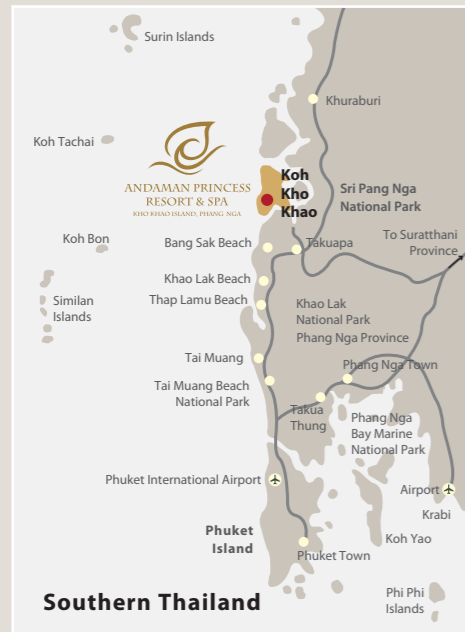 Surin Islands
Khuraburi
Koh Tachai
ANDAMAN PRINCESS
RESORT & SPA
KHO KHAO ISLAND, PHANG NGA
Koh
Kho
Khao
Sri Pang Nga
National Park
To Suratthani
Province
Koh Bon
Bang Sak Beach
Takuapa
Khao Lak Beach
Similan
Islands
Thap Lamu Beach
Khao Lak
National Park
Phang Nga Province
Tai Muang
Phang Nga Town
Tai Muang Beach
National Park
Takua
Thung
Phang Nga
Bay Marine
National Park
Phuket International Airport
Airport
Krabi
Phuket
Island
Koh Yao
Phuket Town
Phi Phi
Islands
Southern Thailand